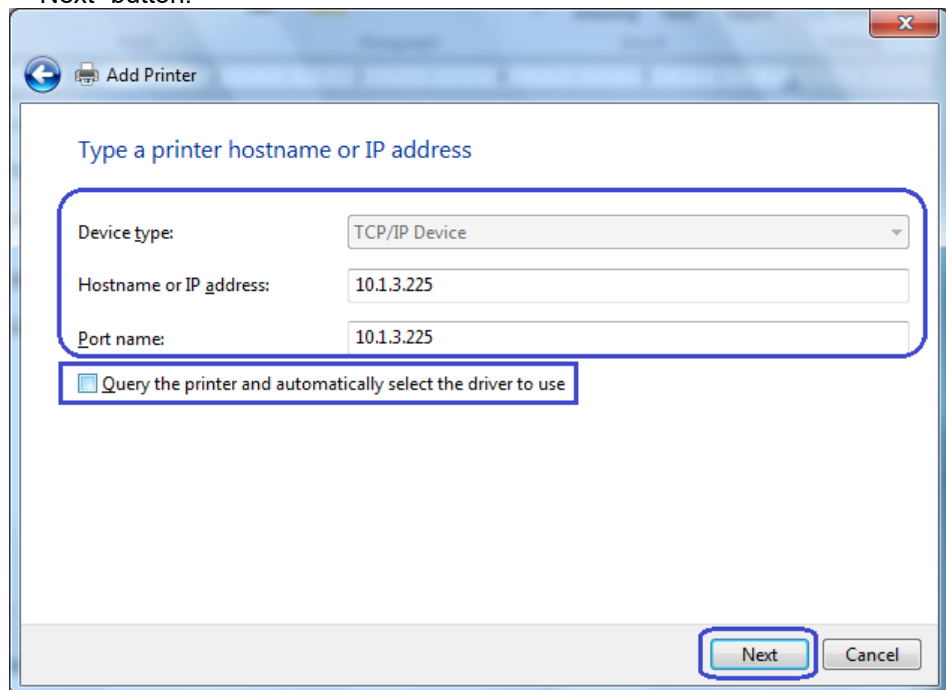 "Next" button.
Add Printer
Type a printer hostname or IP address
Device type: TCP/IP Device
Hostname or IP address: 10.1.3.225
Port name: 10.1.3.225
Query the printer and automatically select the driver to use
Next Cancel